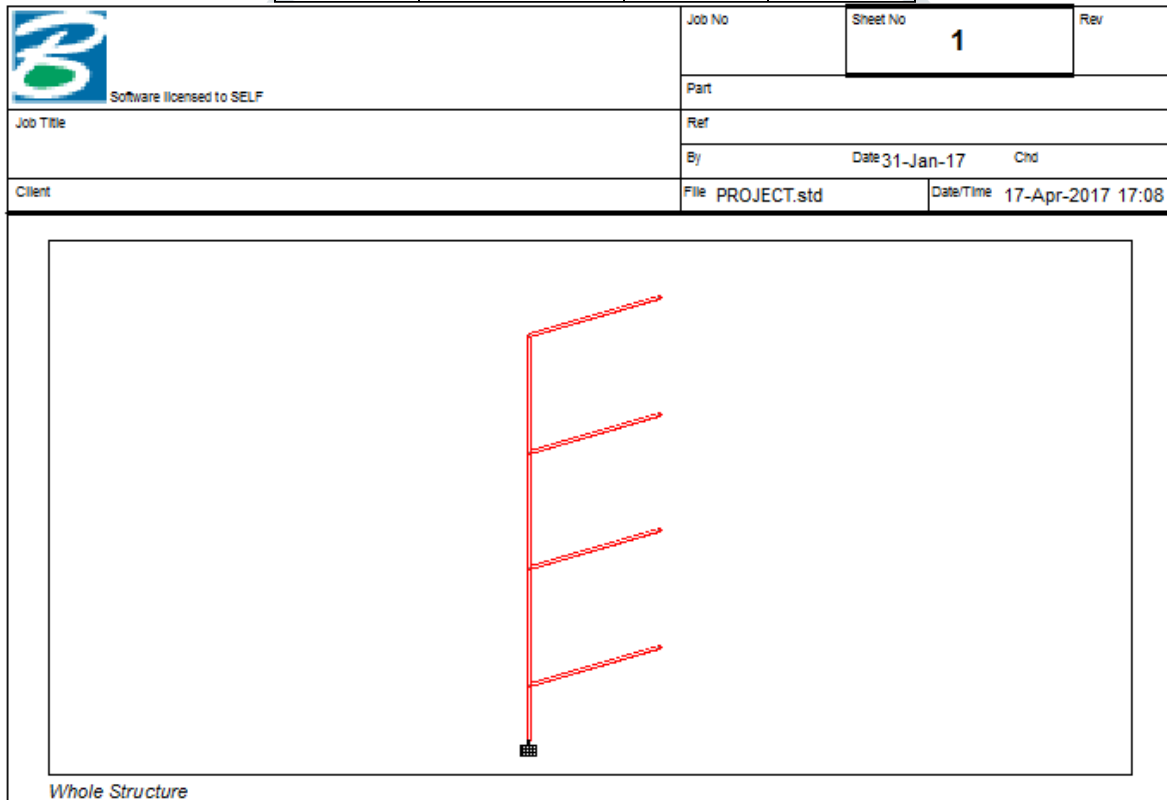 Software licensed to SELF
Job No
Sheet No
1
Rev
Part
Job Title
Ref
By
Date 31-Jan-17
Chd
Client
File PROJECT.std
Date/Time 17-Apr-2017 17:08
Whole Structure